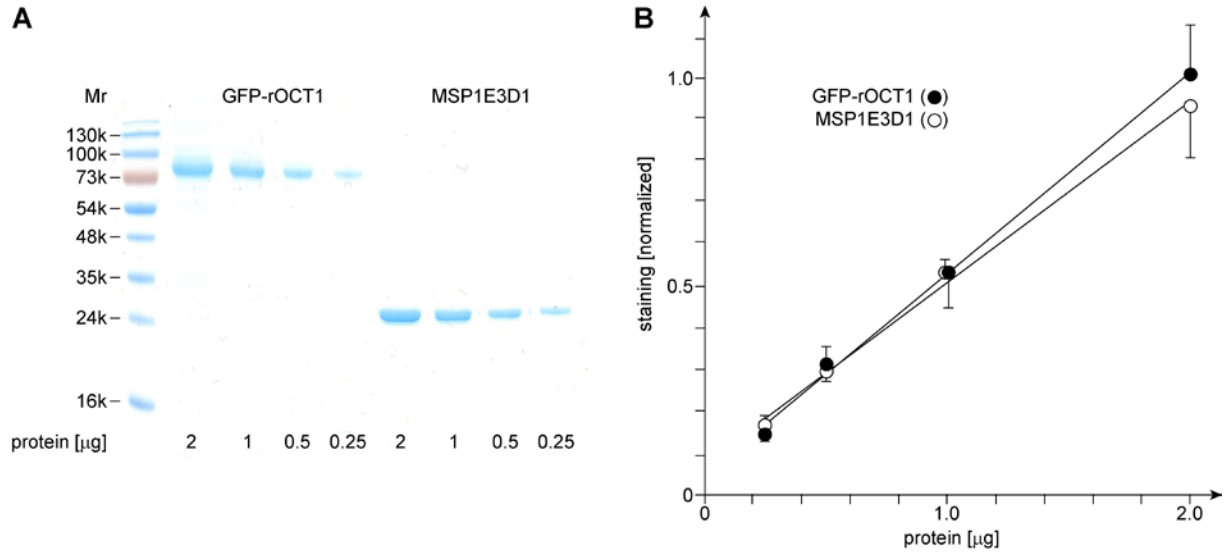 A
Mr GFP-rOCT1 MSP1E3D1
130k
100k
73k
54k
48k
35k
24k
16k
protein [µg] 2 1 0.5 0.25 2 1 0.5 0.25
B
GFP-rOCT1 (●)
MSP1E3D1 (○)
staining [normalized]
1.0
0.5
0
0 1.0 2.0
protein [µg]